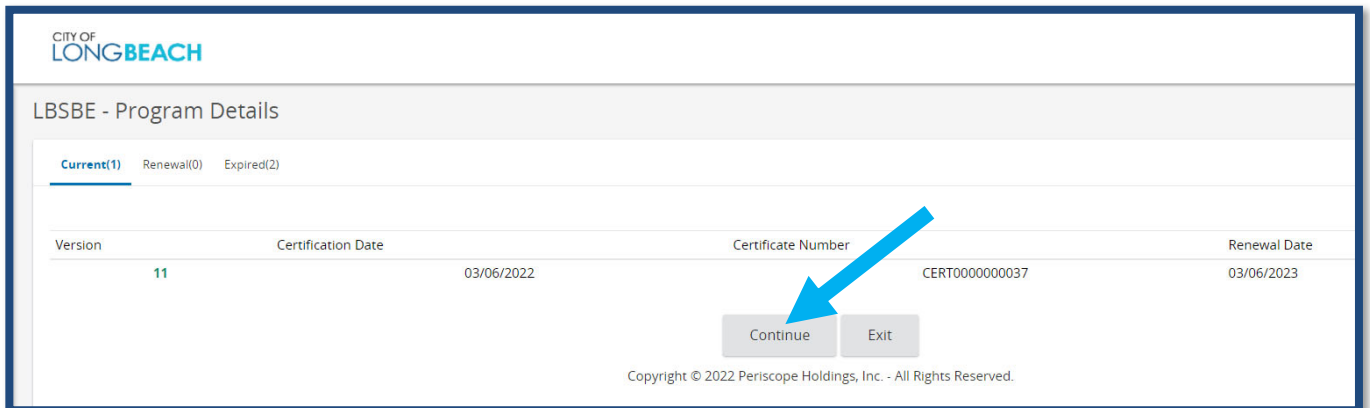 CITY OF
LONGBEACH
LBSBE - Program Details
Current(1) Renewal(0) Expired(2)
Version Certification Date Certificate Number Renewal Date
11 03/06/2022 CERT0000000037 03/06/2023
Continue Exit
Copyright © 2022 Periscope Holdings, Inc. - All Rights Reserved.